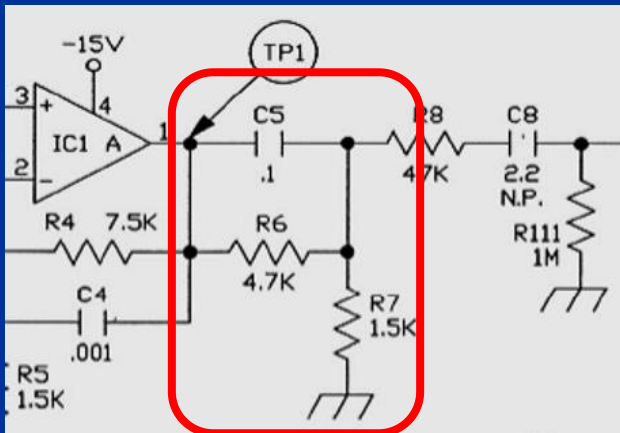 -15V
TP1
4
3
+
IC1 A
1
2
-
C5
.1
R8
47K
C8
2.2
N.P.
R111
1M
R4 7.5K
R6
4.7K
C4
.001
R7
1.5K
R5
1.5K